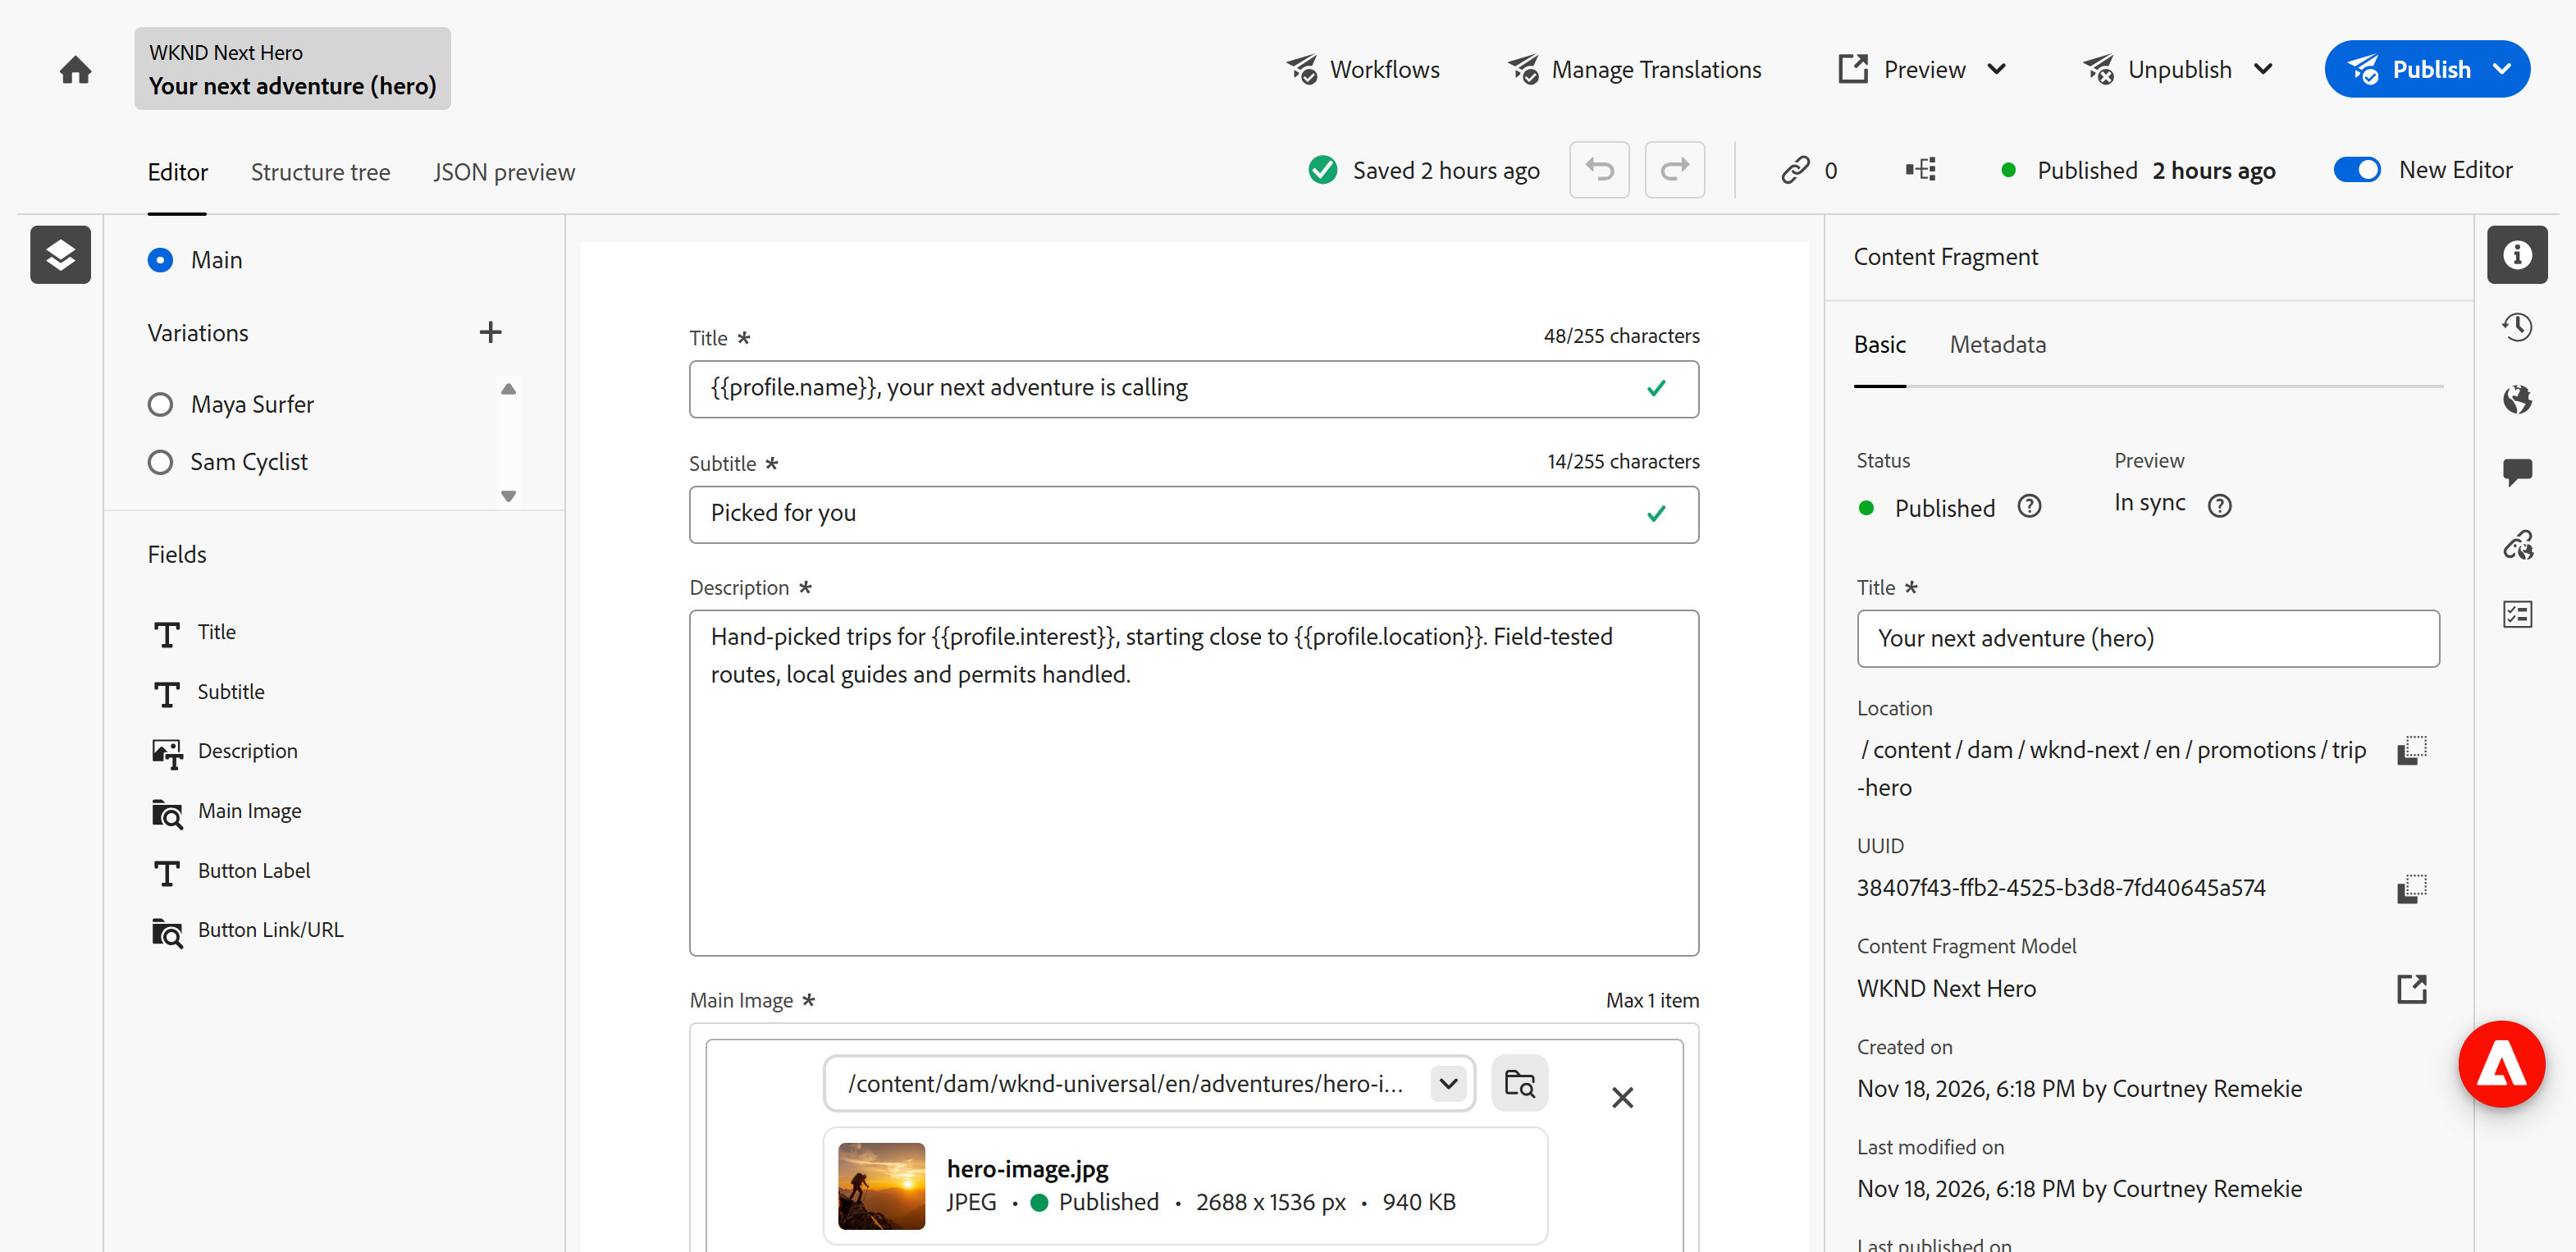 WKND Next Hero
Your next adventure (hero)
Workflows
Manage Translations
Preview
Unpublish
Publish
Editor
Structure tree
JSON preview
Saved 2 hours ago
0
Published 2 hours ago
New Editor
Main
Variations
Maya Surfer
Sam Cyclist
Fields
Title
Subtitle
Description
Main Image
Button Label
Button Link/URL
Title *
48/255 characters
{{profile.name}}, your next adventure is calling
Subtitle *
14/255 characters
Picked for you
Description *
Hand-picked trips for {{profile.interest}}, starting close to {{profile.location}}. Field-tested
routes, local guides and permits handled.
Main Image *
Max 1 item
/content/dam/wknd-universal/en/adventures/hero-i...
hero-image.jpg
JPEG • Published • 2688 x 1536 px • 940 KB
Content Fragment
Basic
Metadata
Status
Preview
Published
In sync
Title *
Your next adventure (hero)
Location
/ content / dam / wknd-next / en / promotions / trip
-hero
UUID
38407f43-ffb2-4525-b3d8-7fd40645a574
Content Fragment Model
WKND Next Hero
Created on
Nov 18, 2026, 6:18 PM by Courtney Remekie
Last modified on
Nov 18, 2026, 6:18 PM by Courtney Remekie
Last published on